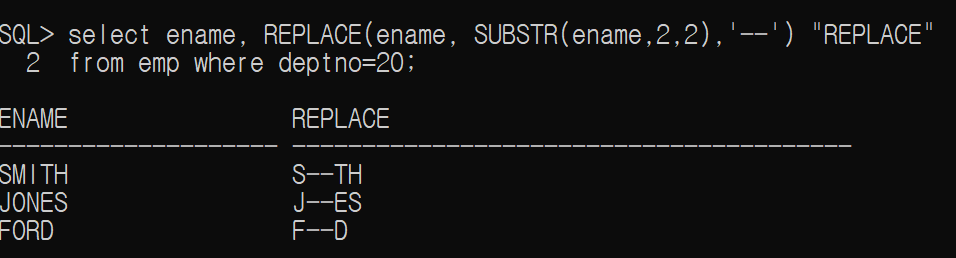 SQL> select ename, REPLACE(ename, SUBSTR(ename,2,2),'--') "REPLACE"
  2  from emp where deptno=20;
ENAME                REPLACE
-------------------- ----------------------------------------
SMITH                S--TH
JONES                J--ES
FORD                 F--D